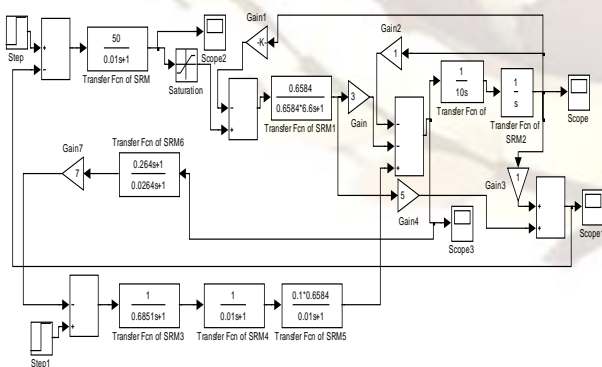 Step
50
0.01s+1
Transfer Fcn of SRM
Scope2
Saturation
Gain1
-K-
0.6584
0.6584*6.6s+1
Transfer Fcn of SRM1
3
Gain
Gain2
1
1
10s
Transfer Fcn of
1
s
Transfer Fcn of
SRM2
Scope
1
Gain3
5
Gain4
Scope3
Scope1
Gain7
7
Transfer Fcn of SRM6
0.264s+1
0.0264s+1
Step1
1
0.6851s+1
Transfer Fcn of SRM3
1
0.01s+1
Transfer Fcn of SRM4
0.1*0.6584
0.01s+1
Transfer Fcn of SRM5